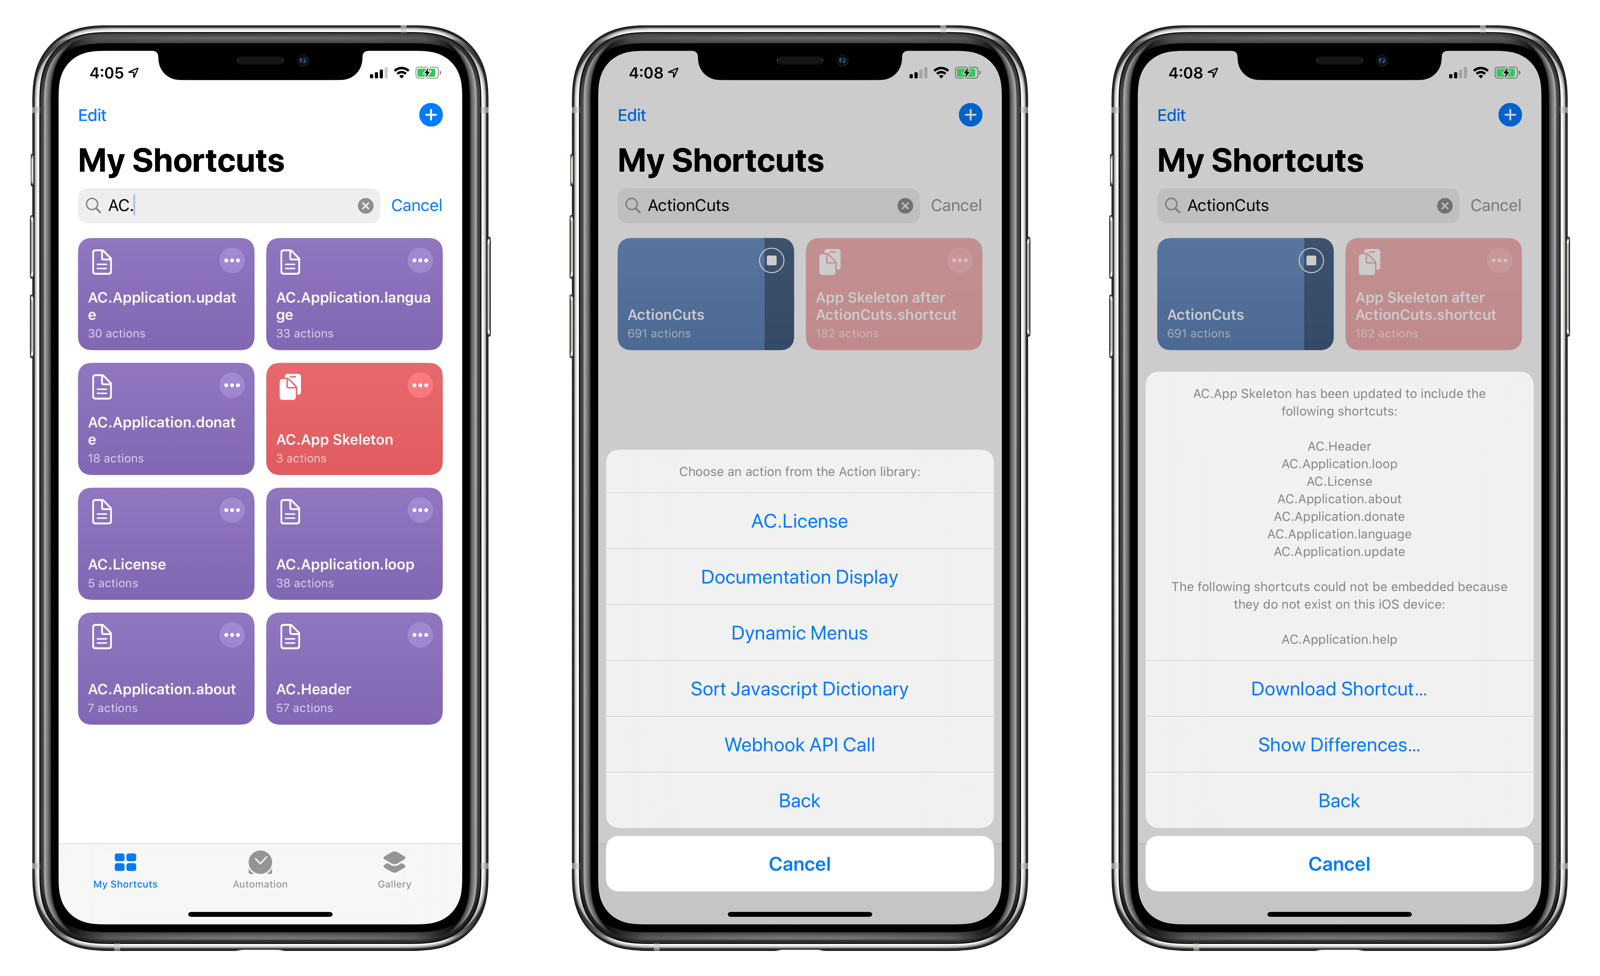 4:05
Edit
My Shortcuts
AC.
Cancel
AC.Application.updat
e
30 actions
AC.Application.langua
ge
33 actions
AC.Application.donat
e
18 actions
AC.App Skeleton
3 actions
AC.License
5 actions
AC.Application.loop
38 actions
AC.Application.about
7 actions
AC.Header
57 actions
My Shortcuts
Automation
Gallery
4:08
Edit
My Shortcuts
ActionCuts
Cancel
ActionCuts
691 actions
App Skeleton after
ActionCuts.shortcut
182 actions
Choose an action from the Action library:
AC.License
Documentation Display
Dynamic Menus
Sort Javascript Dictionary
Webhook API Call
Back
Cancel
4:08
Edit
My Shortcuts
ActionCuts
Cancel
ActionCuts
691 actions
App Skeleton after
ActionCuts.shortcut
182 actions
AC.App Skeleton has been updated to include the
following shortcuts:
AC.Header
AC.Application.loop
AC.License
AC.Application.about
AC.Application.donate
AC.Application.language
AC.Application.update
The following shortcuts could not be embedded because
they do not exist on this iOS device:
AC.Application.help
Download Shortcut...
Show Differences...
Back
Cancel